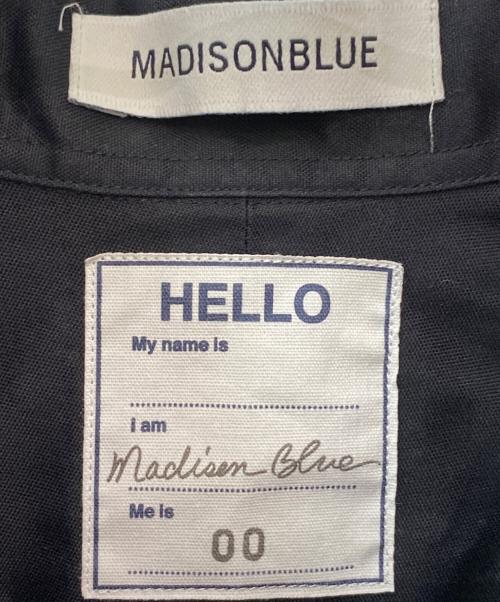 MADISONBLUE
HELLO
My name is
I am
Madison Blue
Me is
00